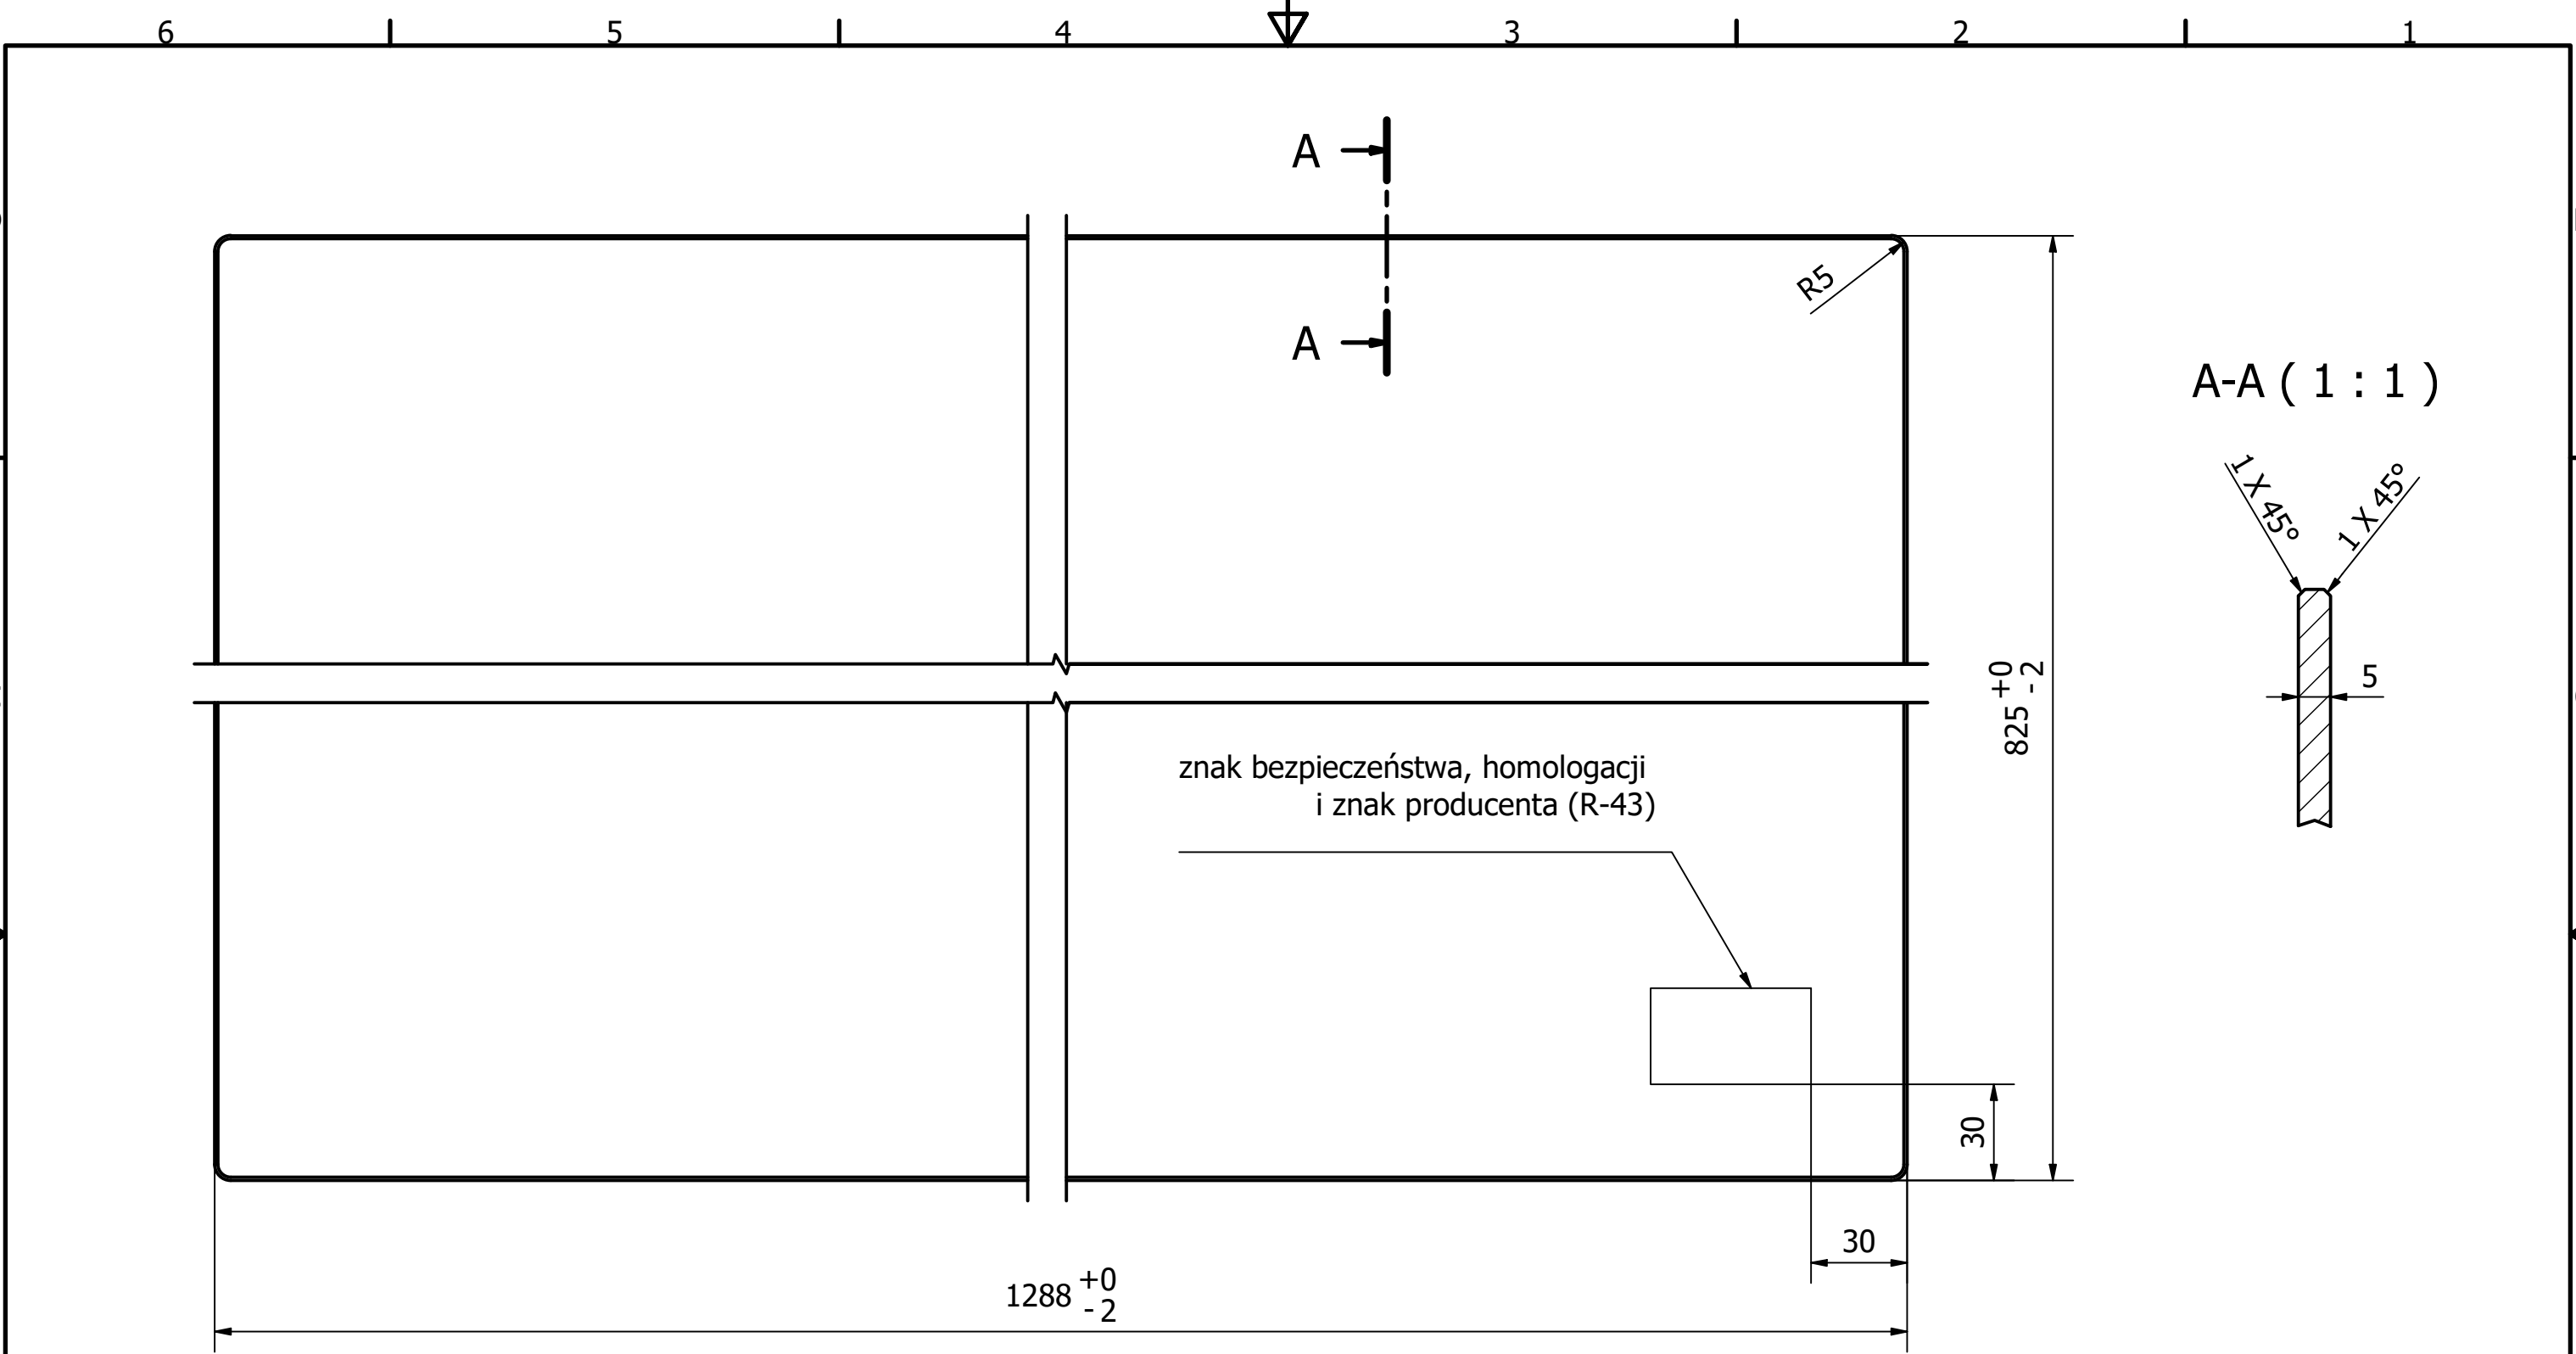 6 5 4 3 2 1
A
A
R5
A-A ( 1 : 1 )
1 X 45°
1 X 45°
5
825 +0
- 2
znak bezpieczeństwa, homologacji
i znak producenta (R-43)
30
30
1288 +0
- 2